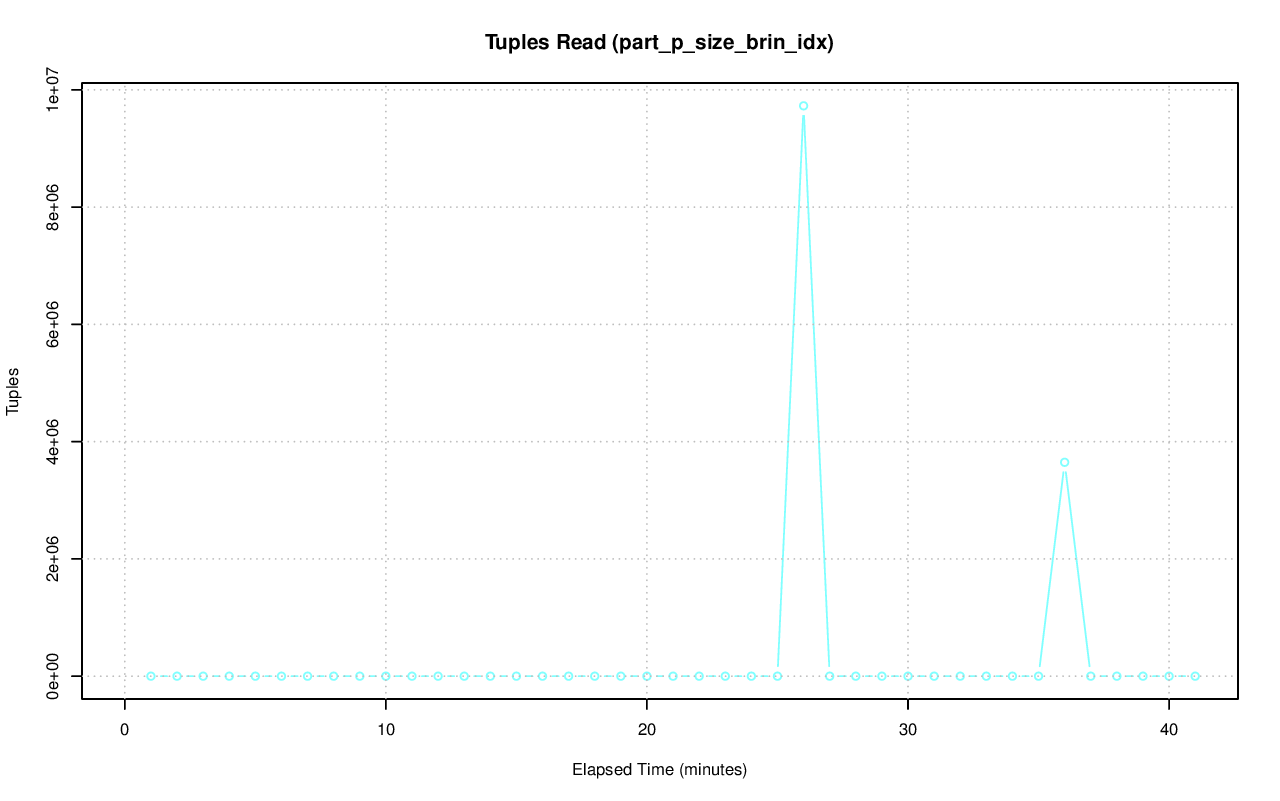 Tuples Read (part_p_size_brin_idx)
1e+07
8e+06
6e+06
4e+06
2e+06
0e+00
Tuples
0 10 20 30 40
Elapsed Time (minutes)